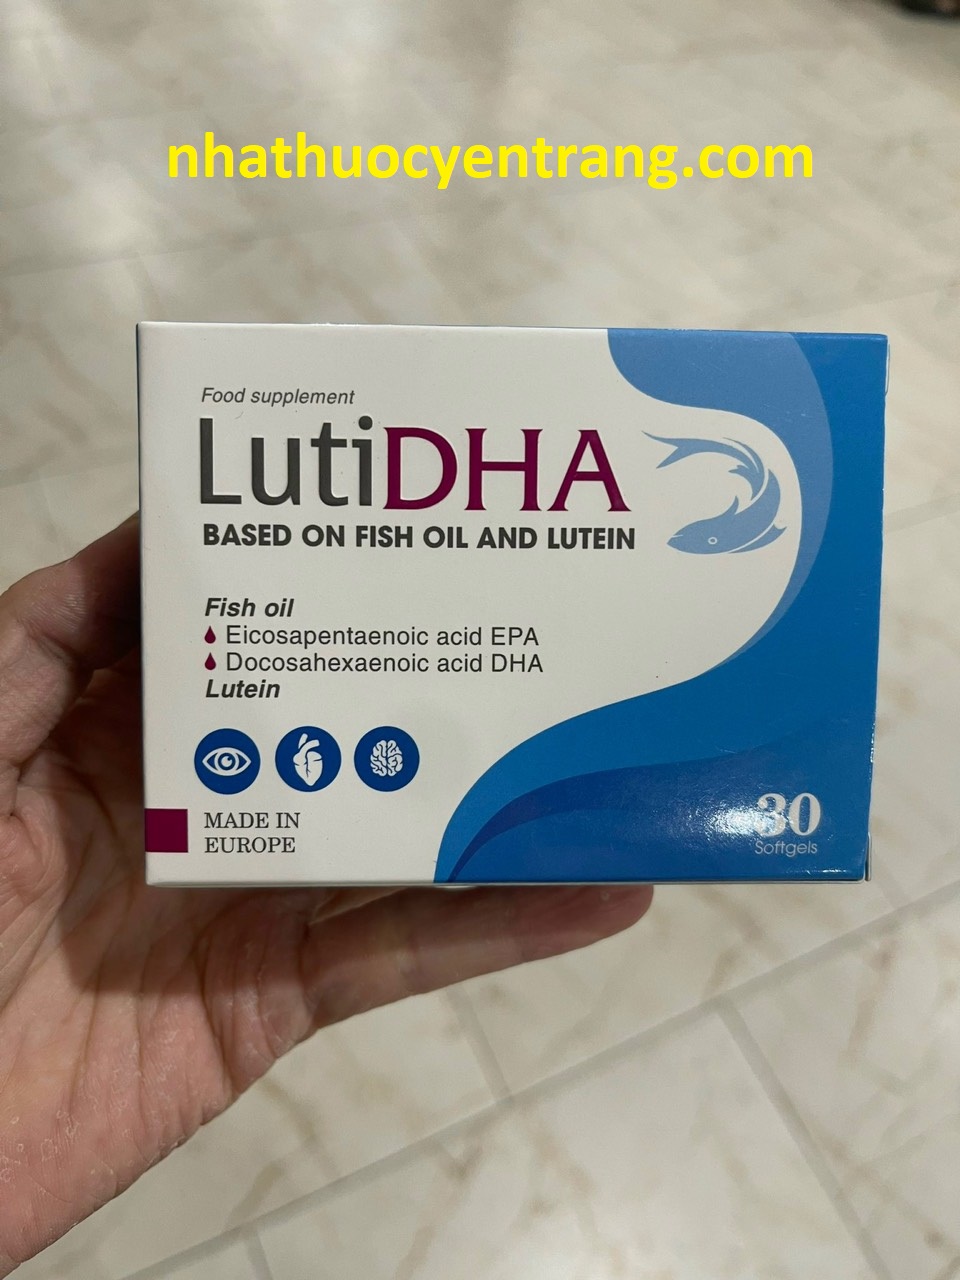 nhathuocyentrang.com
Food supplement
LutiDHA
BASED ON FISH OIL AND LUTEIN
Fish oil
Eicosapentaenoic acid EPA
Docosahexaenoic acid DHA
Lutein
MADE IN
EUROPE
30
Softgels